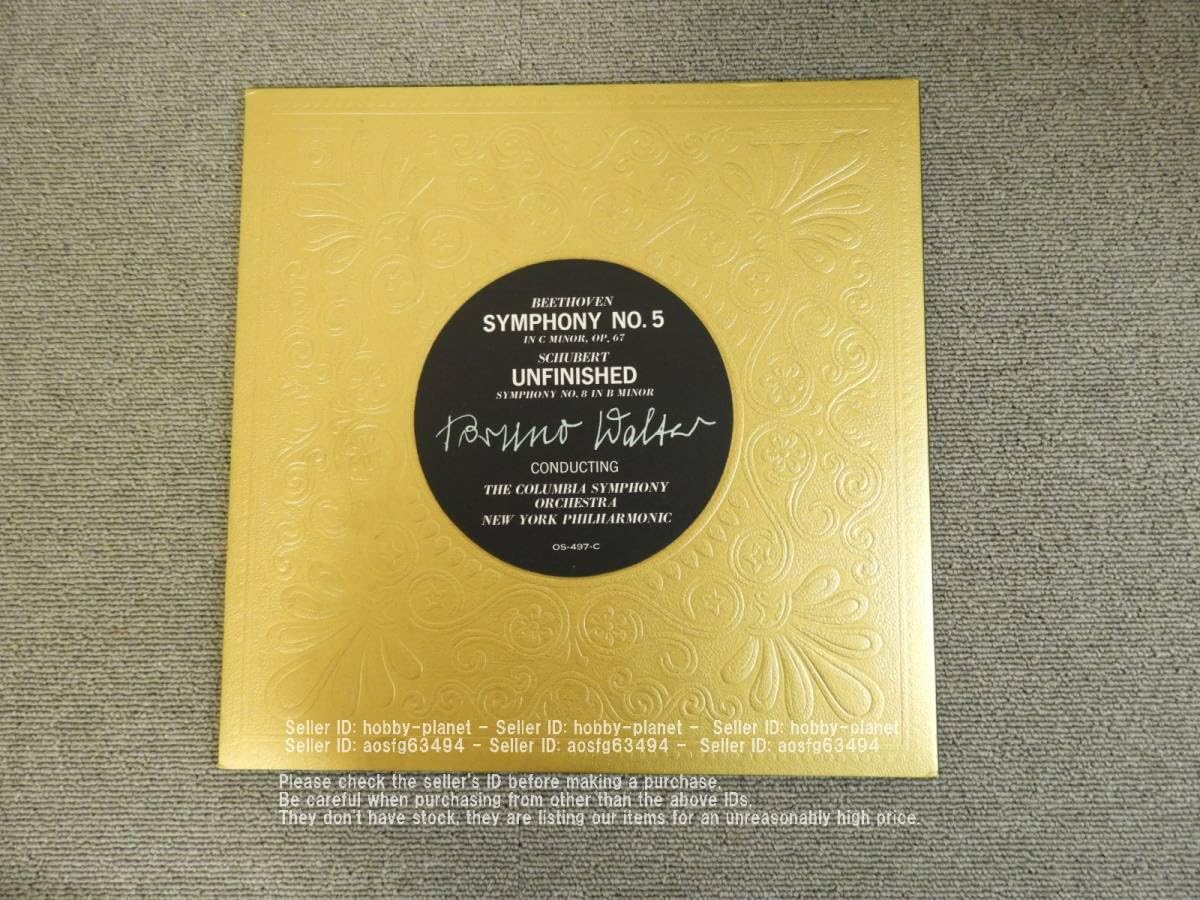 BEETHOVEN
SYMPHONY NO. 5
IN C MINOR, OP. 67
SCHUBERT
UNFINISHED
SYMPHONY NO. 8 IN B MINOR
Bruno Walter
CONDUCTING
THE COLUMBIA SYMPHONY
ORCHESTRA
NEW YORK PHILHARMONIC
OS-497-C
Seller ID: hobby-planet - Seller ID: hobby-planet - Seller ID: hobby-planet
Seller ID: aosfg63494 - Seller ID: aosfg63494 - Seller ID: aosfg63494
Please check the seller's ID before making a purchase.
Be careful when purchasing from other than the above IDs.
They don't have stock, they are listing our items for an unreasonably high price.